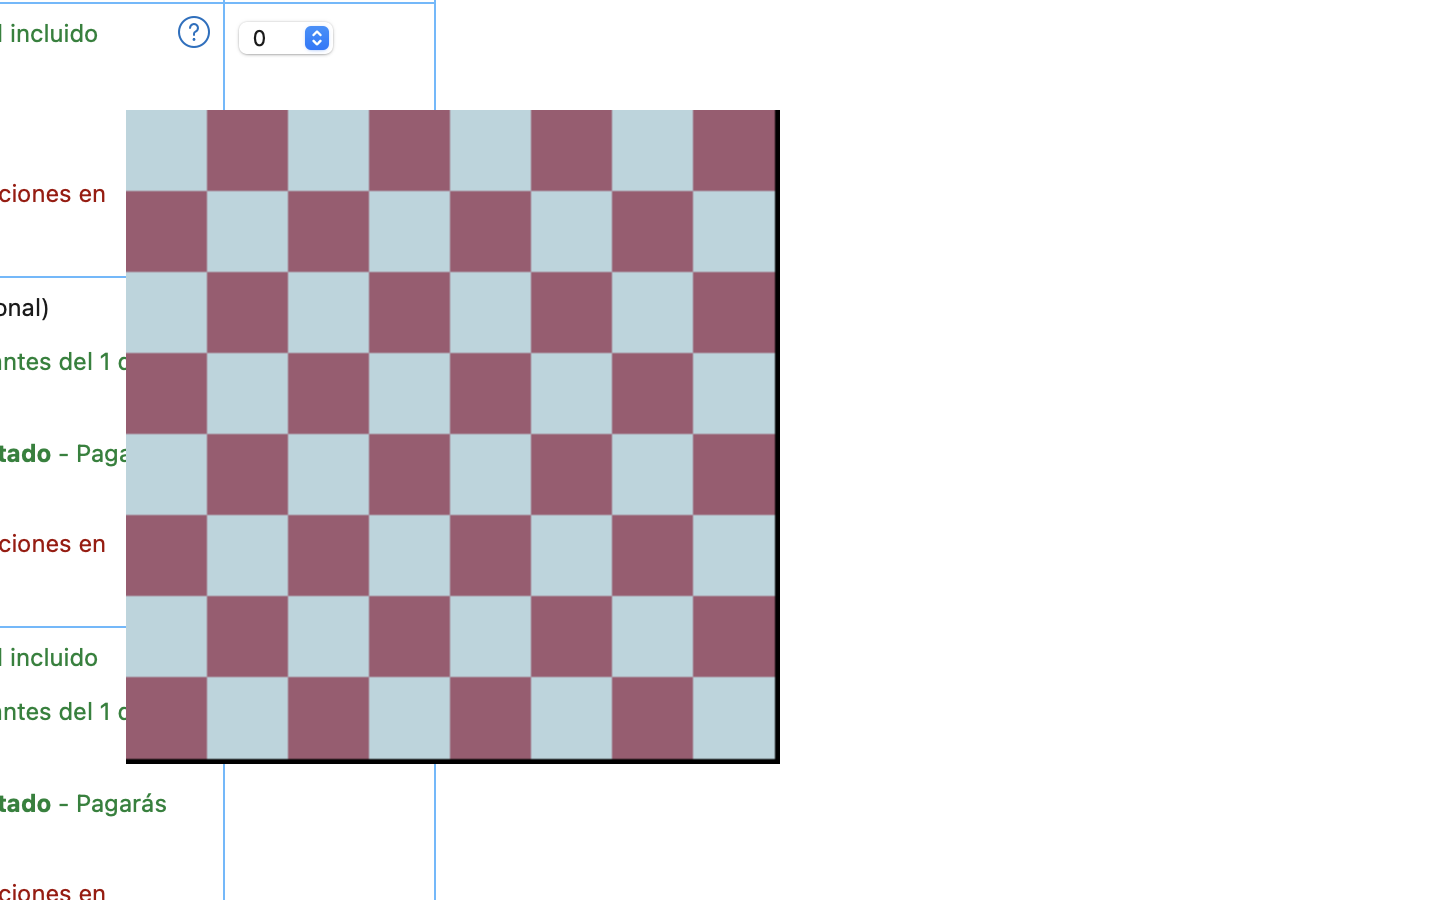 incluido
?
0
ciones en
onal)
antes del 1
tado - Paga
ciones en
incluido
antes del 1
tado - Pagarás
ciones en